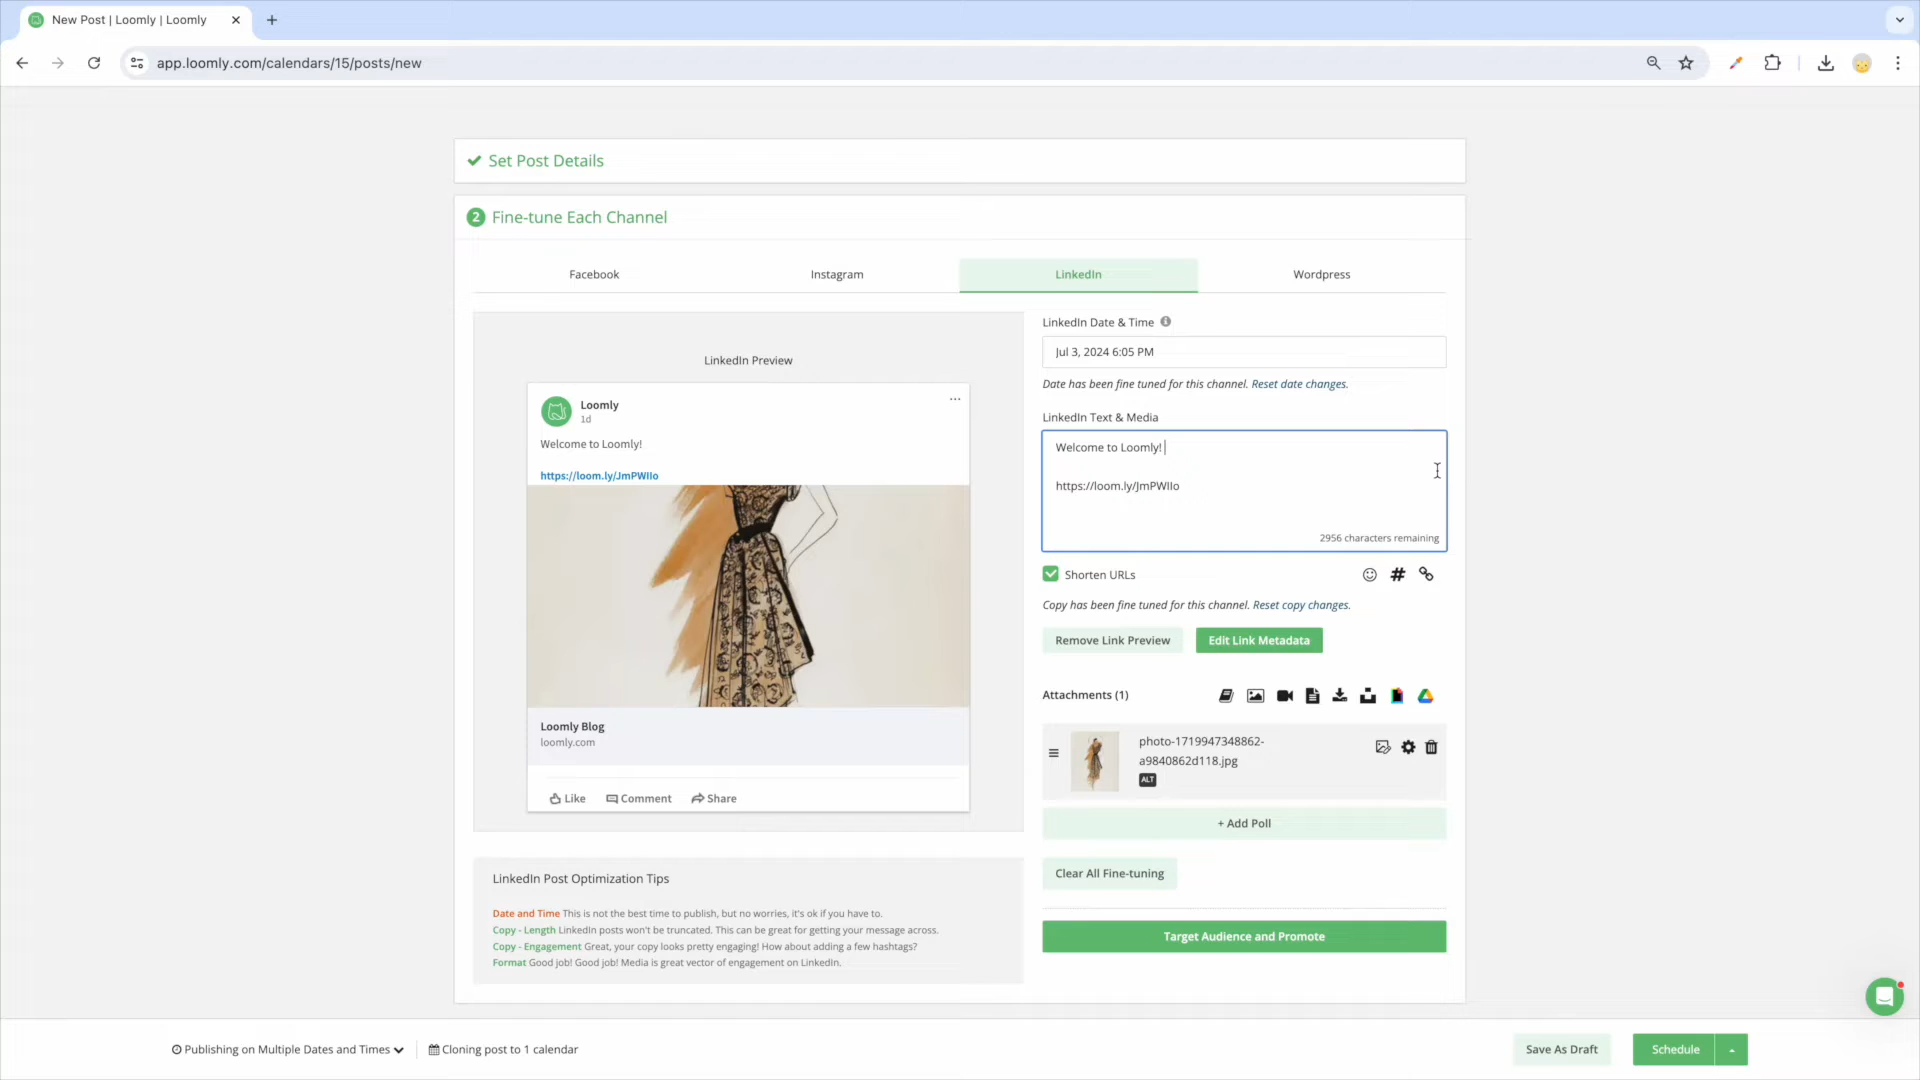 New Post | Loomly | Loomly
app.loomly.com/calendars/15/posts/new
Set Post Details
2 Fine-tune Each Channel
Facebook
Instagram
LinkedIn
Wordpress
LinkedIn Preview
Loomly
1d
Welcome to Loomly!
https://loom.ly/JmPWIIo
Loomly Blog
loomly.com
Like
Comment
Share
LinkedIn Post Optimization Tips
Date and Time This is not the best time to publish, but no worries, it's ok if you have to.
Copy - Length LinkedIn posts won't be truncated. This can be great for getting your message across.
Copy - Engagement Great, your copy looks pretty engaging! How about adding a few hashtags?
Format Good job! Good job! Media is great vector of engagement on LinkedIn.
LinkedIn Date & Time
Jul 3, 2024 6:05 PM
Date has been fine tuned for this channel. Reset date changes.
LinkedIn Text & Media
Welcome to Loomly!
https://loom.ly/JmPWIIo
2956 characters remaining
Shorten URLs
Copy has been fine tuned for this channel. Reset copy changes.
Remove Link Preview
Edit Link Metadata
Attachments (1)
photo-1719947348862-
a9840862d118.jpg
ALT
+ Add Poll
Clear All Fine-tuning
Target Audience and Promote
Publishing on Multiple Dates and Times
Cloning post to 1 calendar
Save As Draft
Schedule